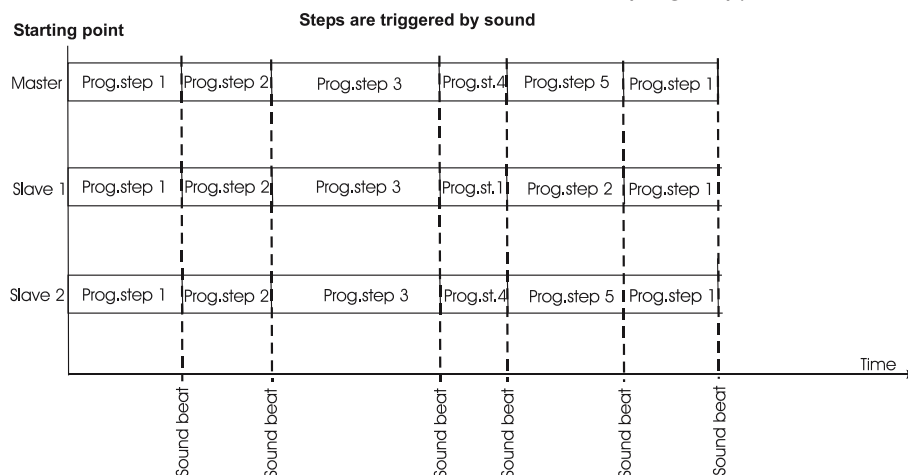 Steps are triggered by sound
Starting point
Master Prog.step 1 Prog.step 2 Prog.step 3 Prog.st.4 Prog.step 5 Prog.step 1
Slave 1 Prog.step 1 Prog.step 2 Prog.step 3 Prog.st.1 Prog.step 2 Prog.step 1
Slave 2 Prog.step 1 Prog.step 2 Prog.step 3 Prog.st.4 Prog.step 5 Prog.step 1
Time
Sound beat
Sound beat
Sound beat
Sound beat
Sound beat
Sound beat